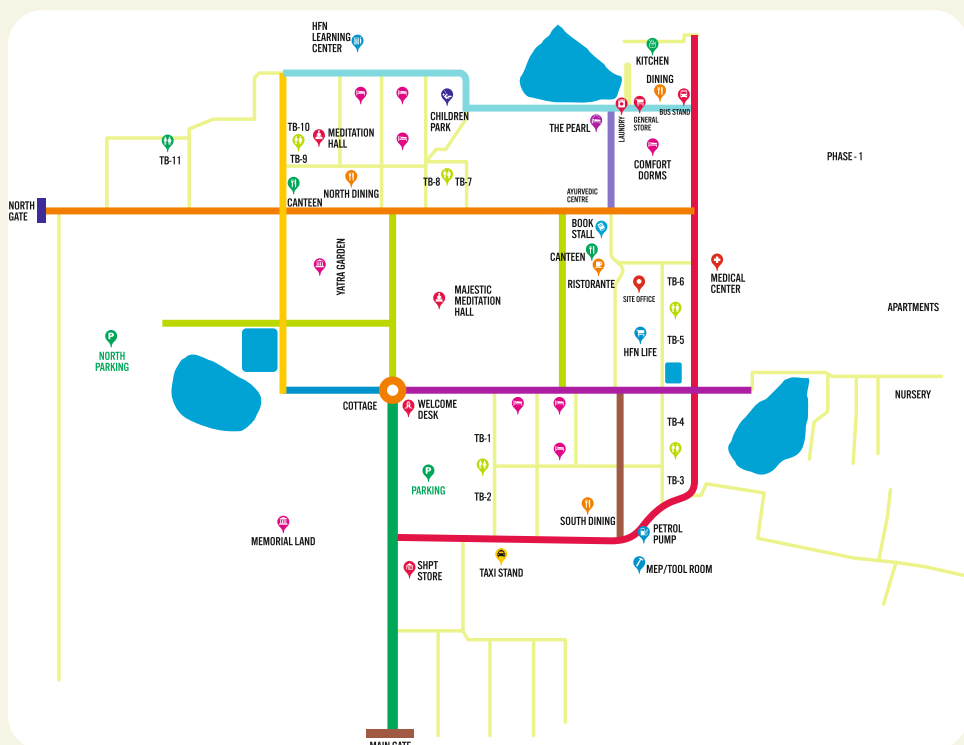 HFN
LEARNING
CENTER
KITCHEN
DINING
BUS STAND
GENERAL
STORE
LAUNDRY
THE PEARL
CHILDREN
PARK
TB-10
MEDITATION
HALL
TB-9
TB-11
COMFORT
DORMS
PHASE - 1
NORTH DINING
TB-8
TB-7
CANTEEN
AYURVEDIC
CENTRE
NORTH
GATE
BOOK
STALL
CANTEEN
RISTORANTE
YATRA GARDEN
MAJESTIC
MEDITATION
HALL
SITE OFFICE
TB-6
MEDICAL
CENTER
APARTMENTS
HFN LIFE
TB-5
P
NORTH
PARKING
NURSERY
COTTAGE
WELCOME
DESK
TB-4
TB-1
P
PARKING
TB-3
TB-2
SOUTH DINING
PETROL
PUMP
MEMORIAL LAND
SHPT
STORE
TAXI STAND
MEP/TOOL ROOM
MAIN GATE